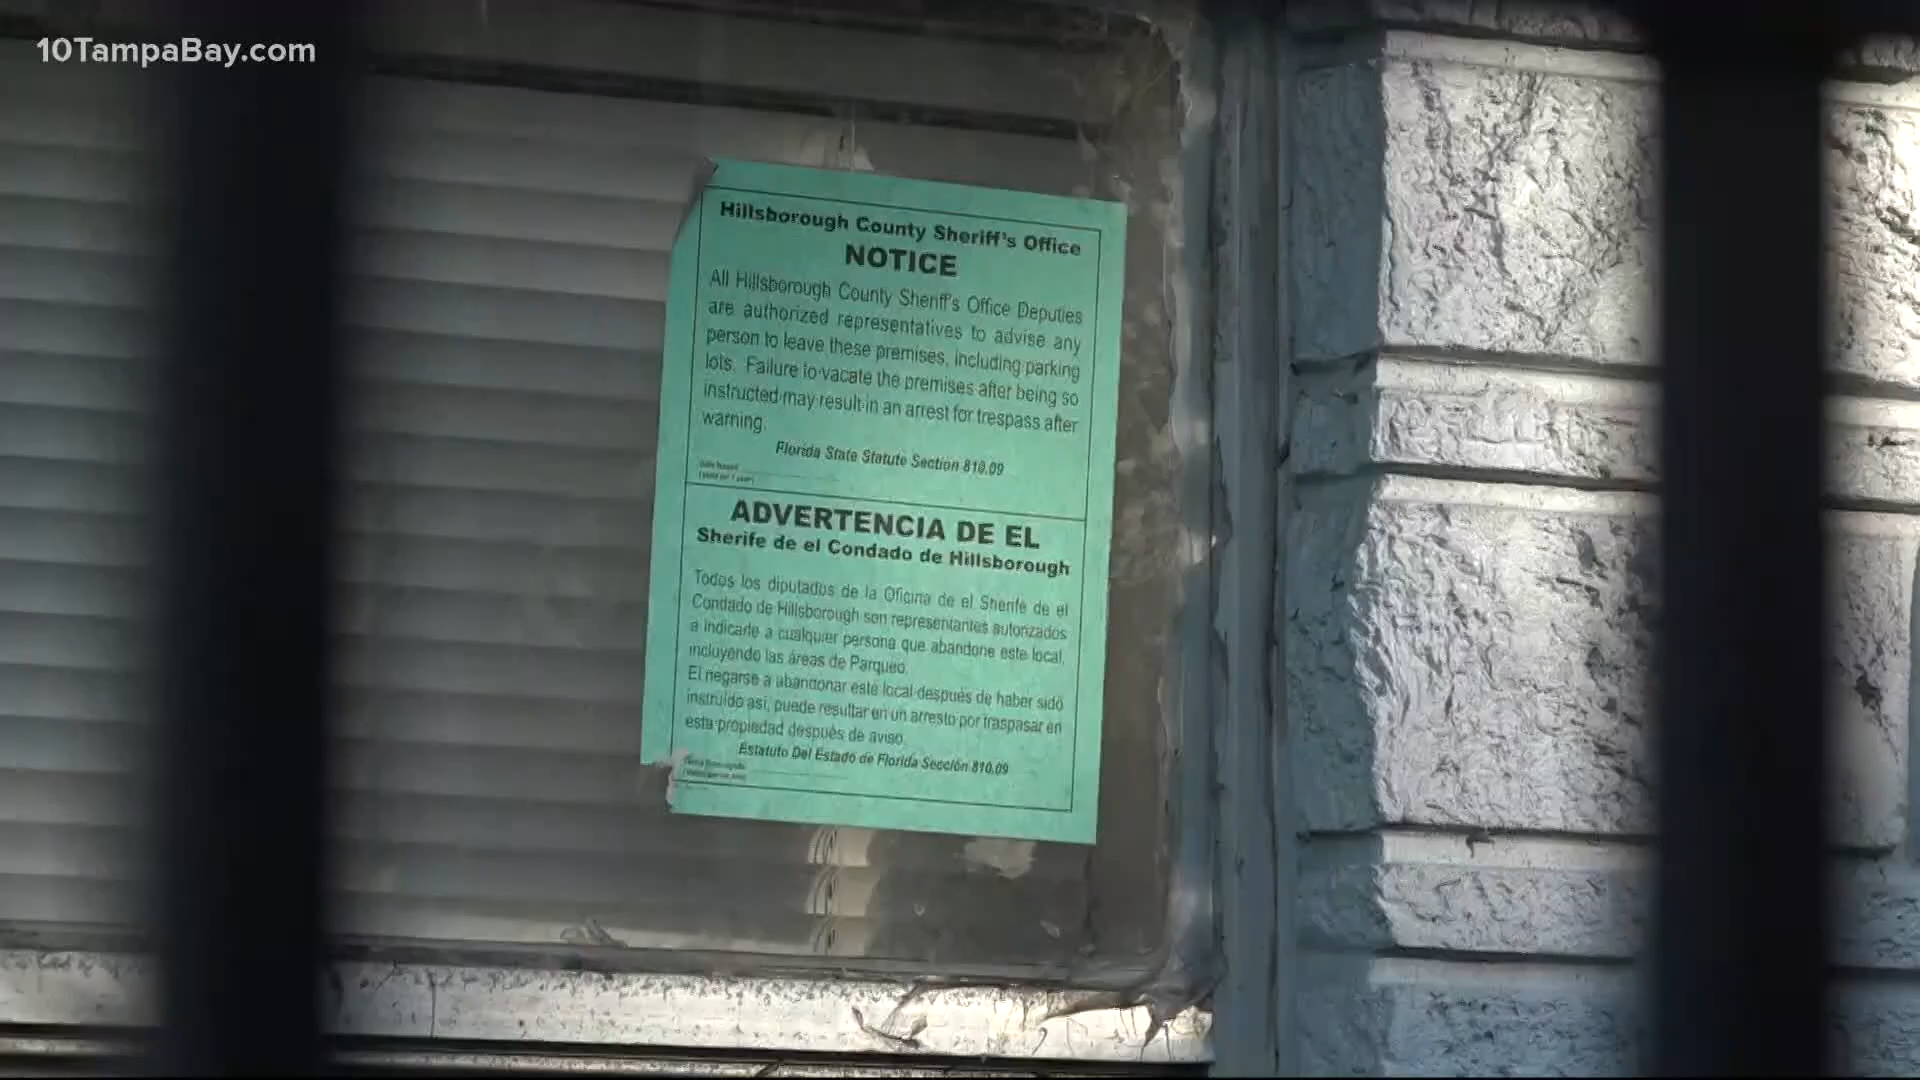 10TampaBay.com
Hillsborough County Sheriff's Office
NOTICE
All Hillsborough County Sheriff's Office Deputies
are authorized representatives to advise any
person to leave these premises, including parking
lots. Failure to vacate the premises after being so
instructed may result in an arrest for trespass after
warning.
Florida State Statute Section 810.09
ADVERTENCIA DE EL
Sherife de el Condado de Hillsborough
Todos los diputados de la Oficina de el Sherife de el
Condado de Hillsborough son representantes autorizados
a indicarle a cualquier persona que abandone este local,
incluyendo las áreas de Parqueo.
El negarse a abandonar este local después de haber sido
instruido así, puede resultar en un arresto por traspasar en
esta propiedad después de aviso.
Estatuto Del Estado de Florida Sección 810.09